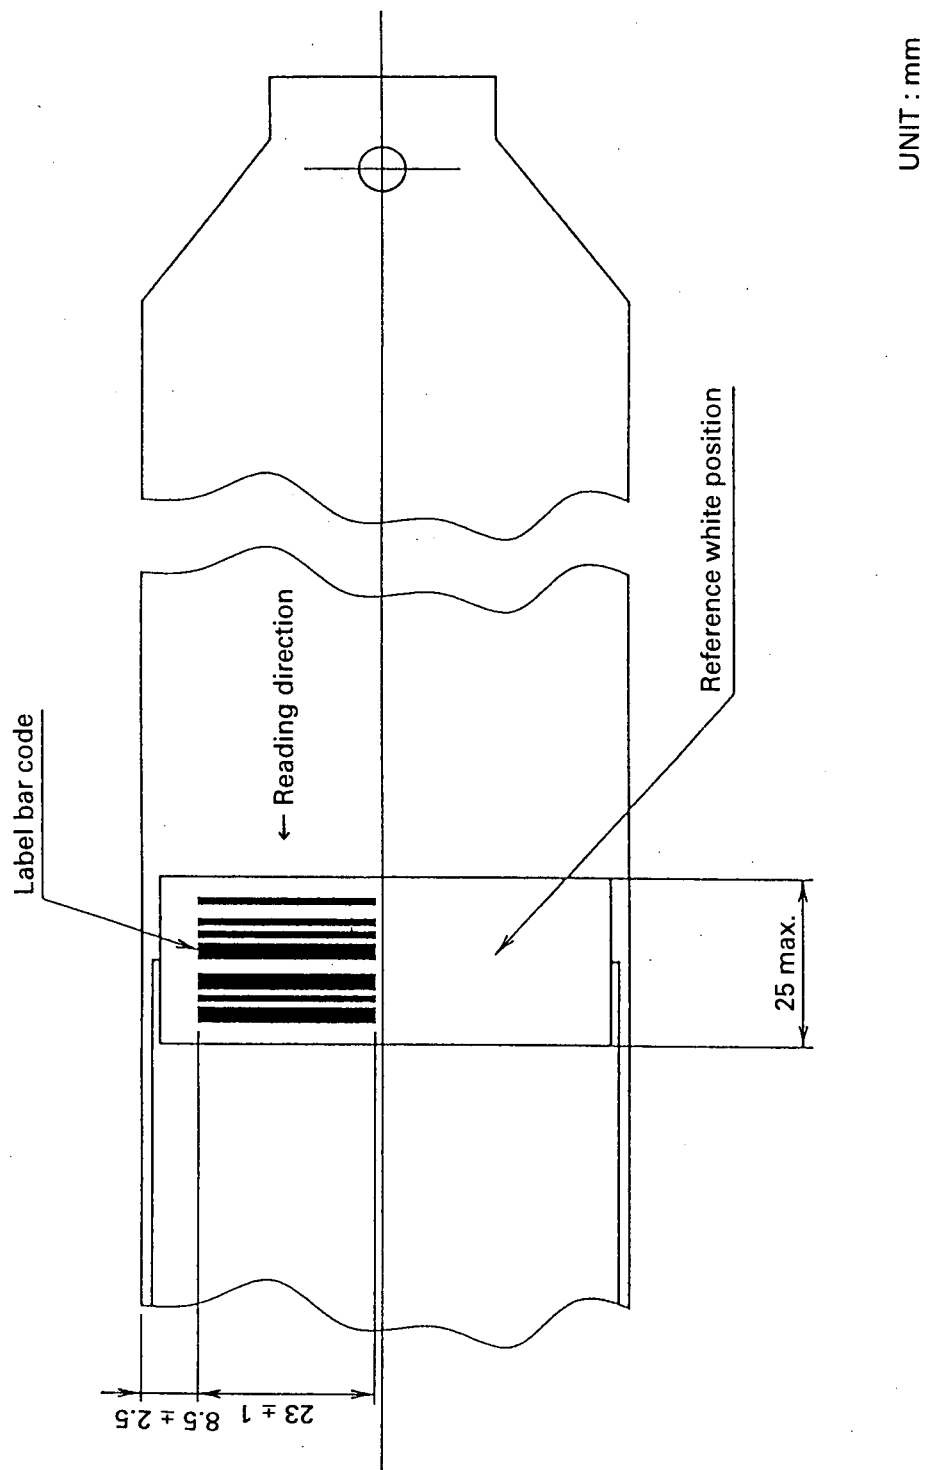 UNIT : mm
Label bar code
← Reading direction
Reference white position
25 max.
8.5 ± 2.5
23 ± 1